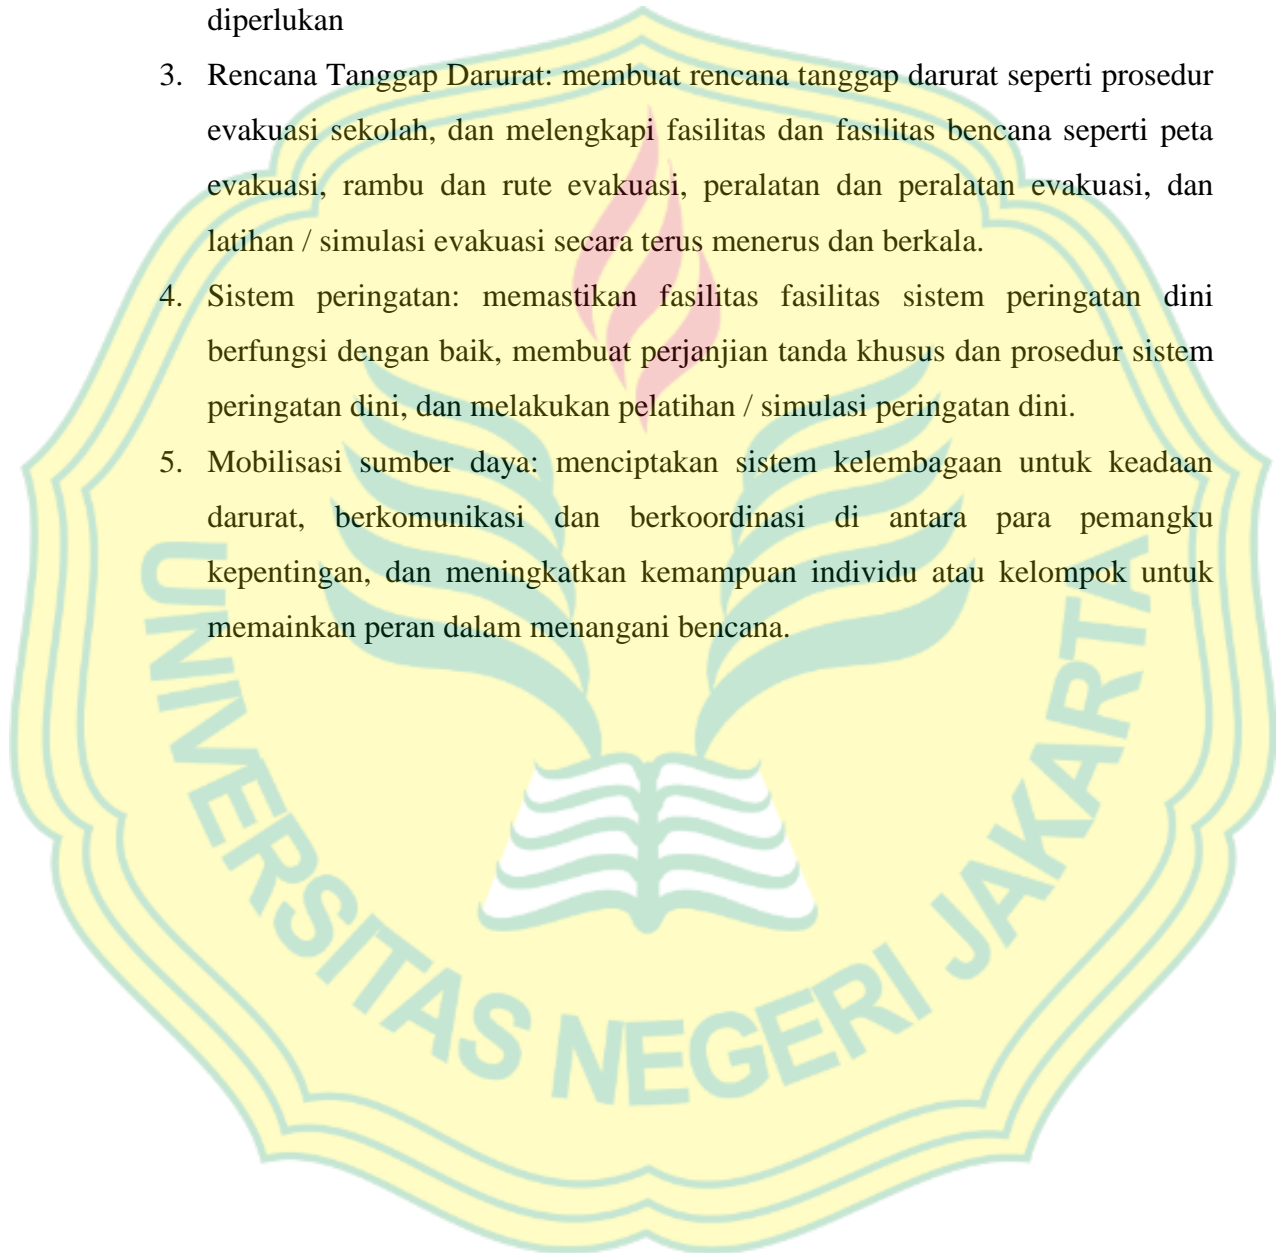 diperlukan
3. Rencana Tanggap Darurat: membuat rencana tanggap darurat seperti prosedur
evakuasi sekolah, dan melengkapi fasilitas dan fasilitas bencana seperti peta
evakuasi, rambu dan rute evakuasi, peralatan dan peralatan evakuasi, dan
latihan / simulasi evakuasi secara terus menerus dan berkala.
4. Sistem peringatan: memastikan fasilitas fasilitas sistem peringatan dini
berfungsi dengan baik, membuat perjanjian tanda khusus dan prosedur sistem
peringatan dini, dan melakukan pelatihan / simulasi peringatan dini.
5. Mobilisasi sumber daya: menciptakan sistem kelembagaan untuk keadaan
darurat, berkomunikasi dan berkoordinasi di antara para pemangku
kepentingan, dan meningkatkan kemampuan individu atau kelompok untuk
memainkan peran dalam menangani bencana.
UNIVERSITAS NEGERI JAKARTA